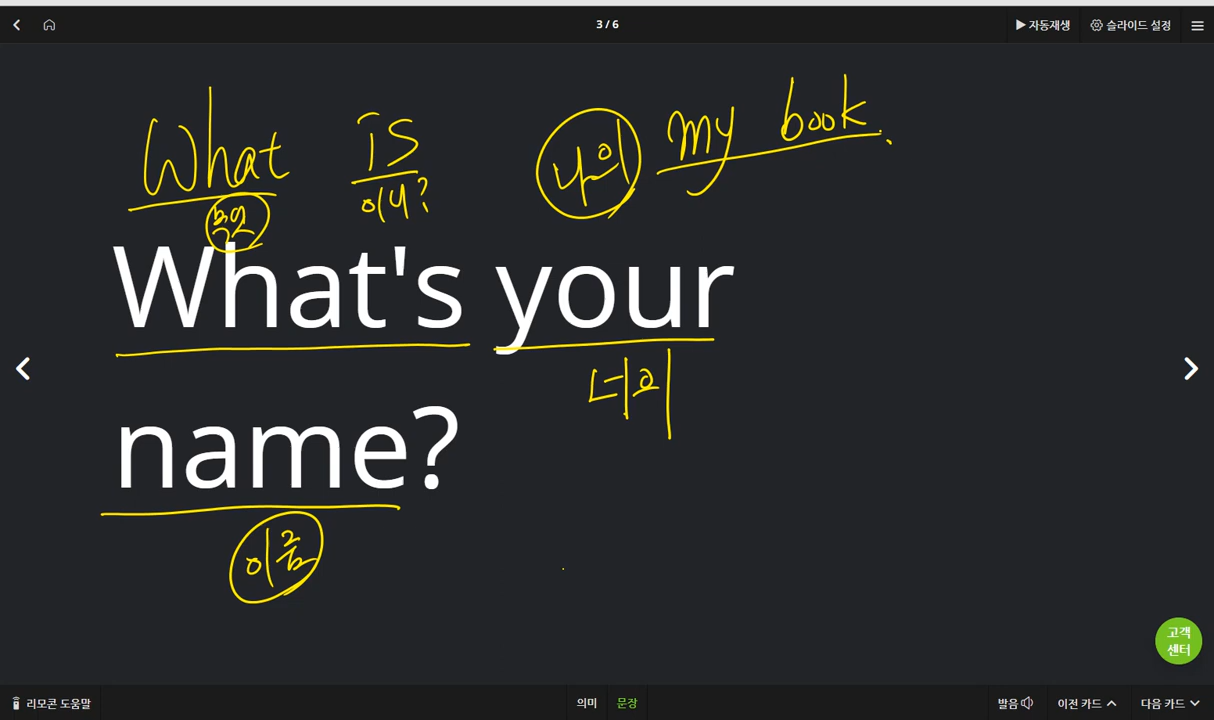 3 / 6
자동재생
슬라이드 설정
What is 나의 my book.
무엇 이니?
What's your
너의
name?
이름
고객
센터
리모콘 도움말
의미
문장
발음
이전 카드
다음 카드